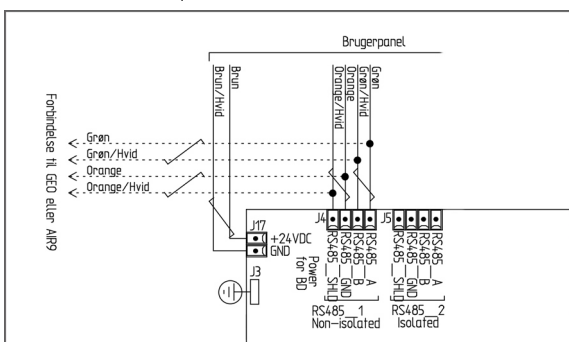 Brugerpanel
Brun/Hvid
Brun
Orange/Hvid
Orange
Grøn/Hvid
Grøn
Forbindelse til GEO eller AIR9
Grøn
Grøn/Hvid
Orange
Orange/Hvid
J17
+24VDC
GND
J3
Power
for BD
J4
RS485_SHLD
RS485_GND
RS485_B
RS485_A
RS485_1
Non-isolated
J5
RS485_SHLD
RS485_GND
RS485_B
RS485_A
RS485_2
Isolated